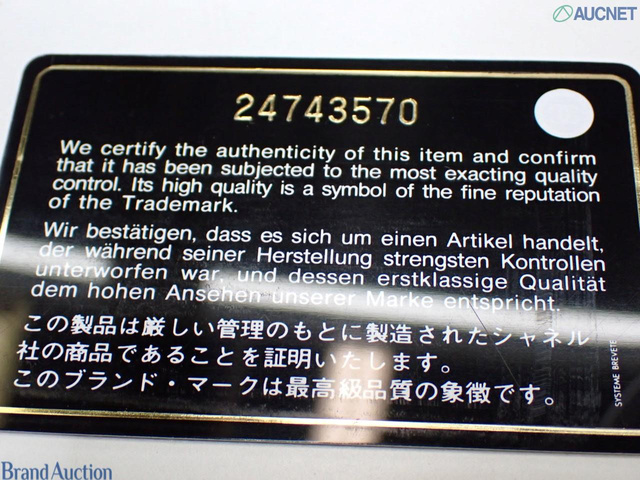 AUCNET
24743570
We certify the authenticity of this item and confirm
that it has been subjected to the most exacting quality
control. Its high quality is a symbol of the fine reputation
of the Trademark.
Wir bestätigen, dass es sich um einen Artikel handelt,
der während seiner Herstellung strengsten Kontrollen
unterworfen war, und dessen erstklassige Qualität
dem hohen Ansehen unserer Marke entspricht.
この製品は厳しい管理のもとに製造されたシャネル
社の商品であることを証明いたします。
このブランド・マークは最高級品質の象徴です。
SYSTEME BREVETE
Brand Auction